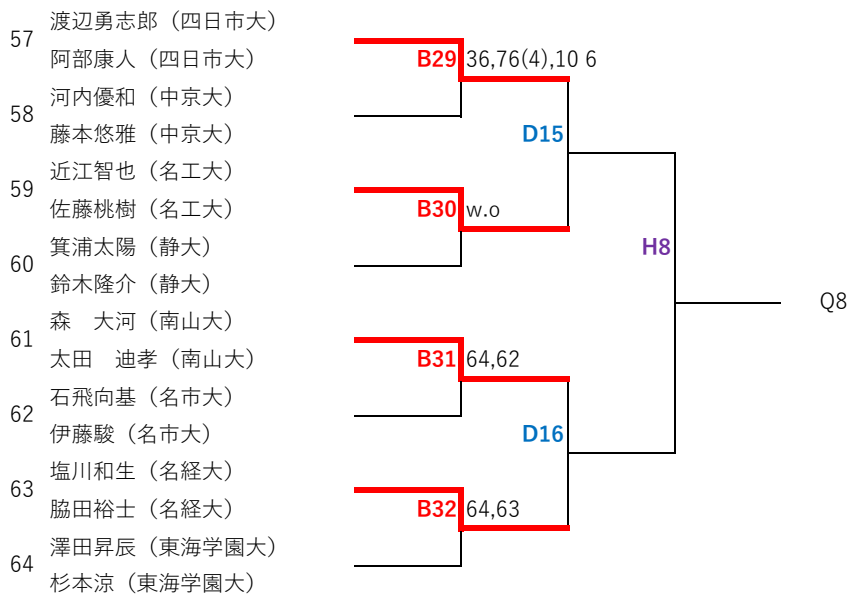 57
渡辺勇志郎（四日市大）
阿部康人（四日市大）
B29 36,76(4),10 6
58
河内優和（中京大）
藤本悠雅（中京大）
D15
59
近江智也（名工大）
佐藤桃樹（名工大）
B30 w.o
60
箕浦太陽（静大）
鈴木隆介（静大）
H8
Q8
61
森　大河（南山大）
太田　迪孝（南山大）
B31 64,62
62
石飛向基（名市大）
伊藤駿（名市大）
D16
63
塩川和生（名経大）
脇田裕士（名経大）
B32 64,63
64
澤田昇辰（東海学園大）
杉本涼（東海学園大）